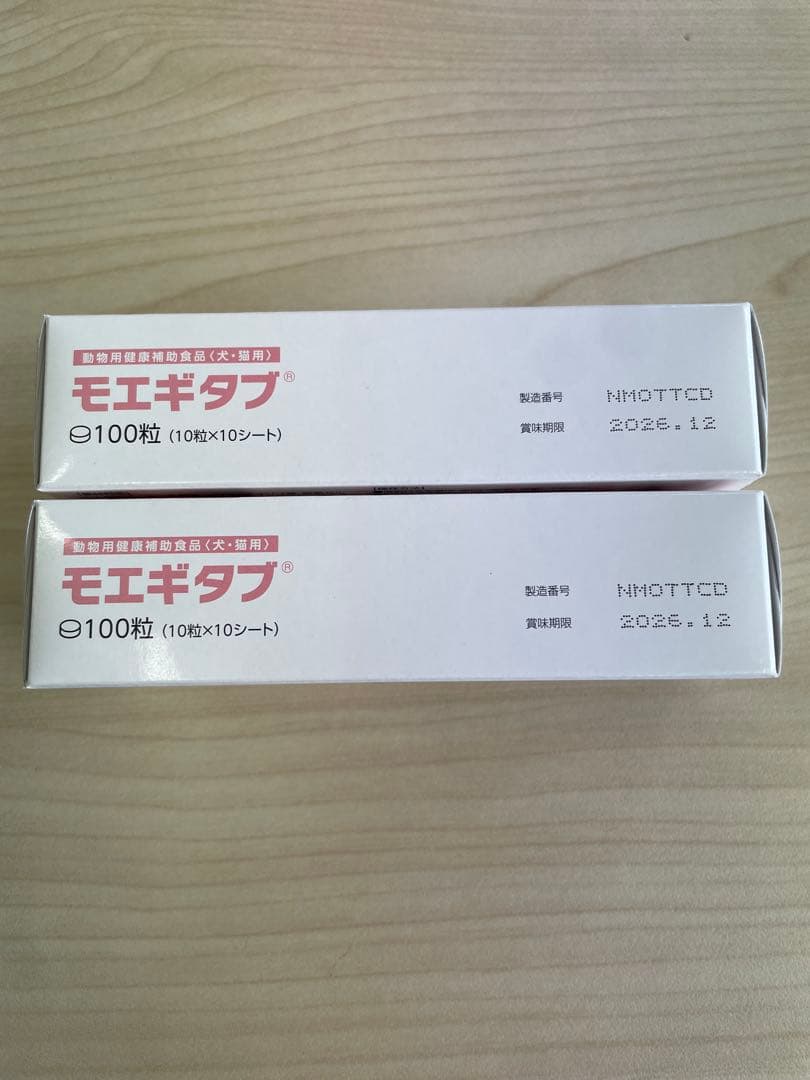 動物用健康補助食品〈犬・猫用〉
モエギタブ®
100粒 (10粒×10シート)
製造番号 NMOTTCD
賞味期限 2026.12
動物用健康補助食品〈犬・猫用〉
モエギタブ®
100粒 (10粒×10シート)
製造番号 NMOTTCD
賞味期限 2026.12